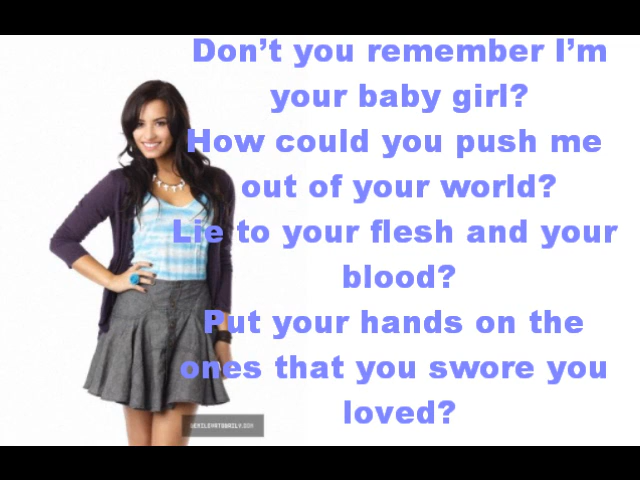 Don't you remember I'm
your baby girl?
How could you push me
out of your world?
Lie to your flesh and your
blood?
Put your hands on the
ones that you swore you
loved?